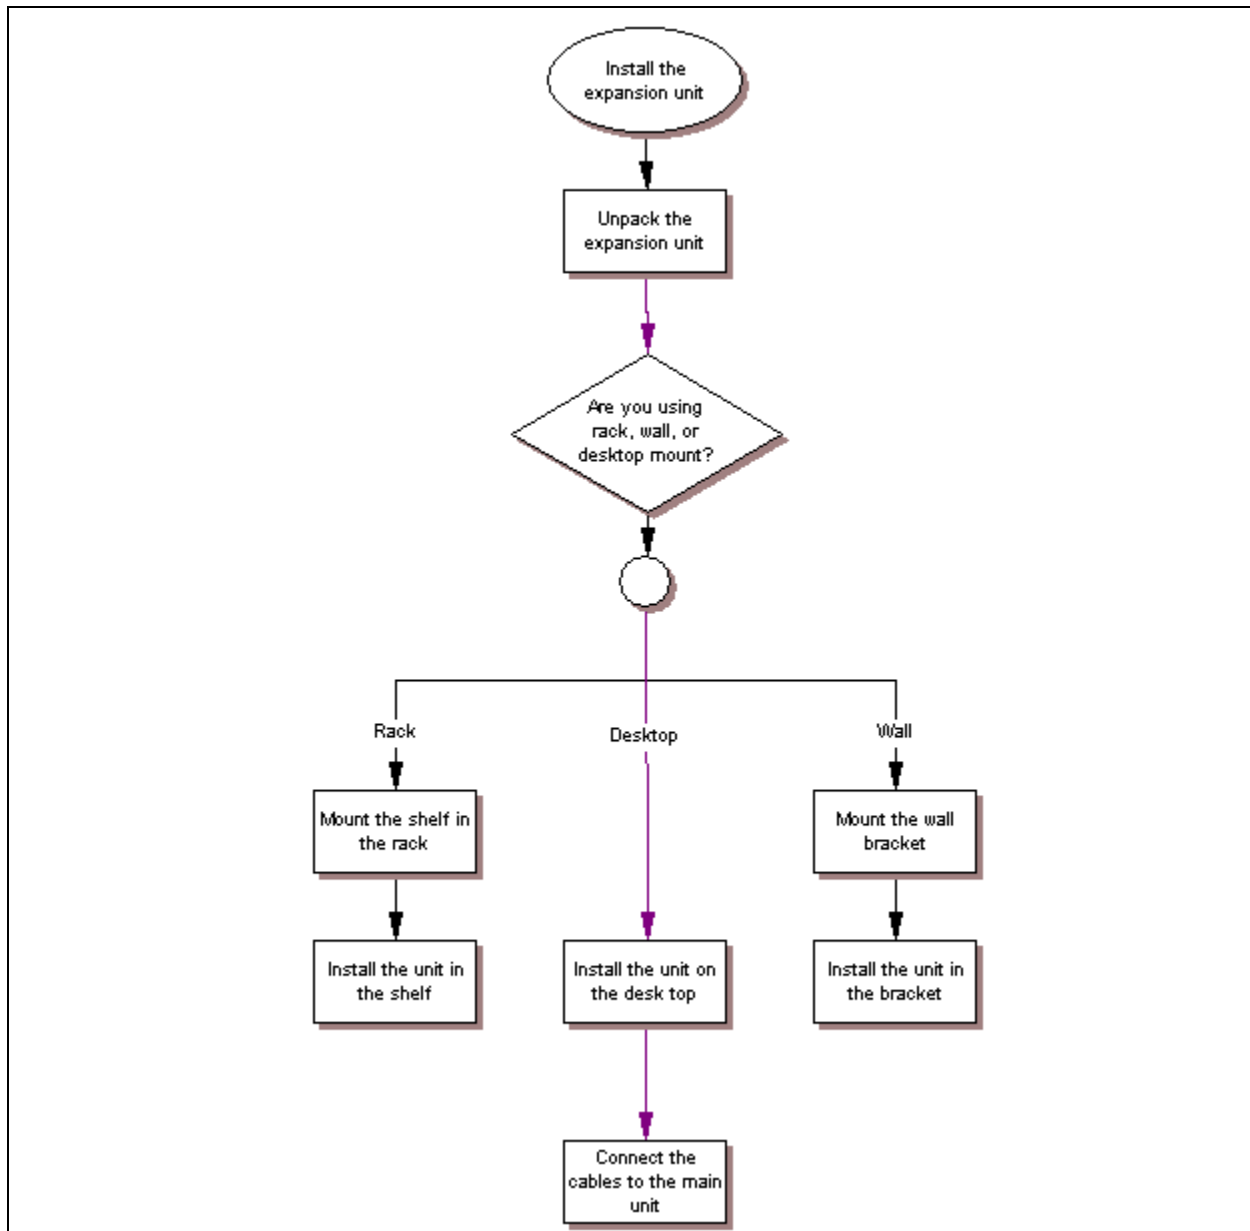 Install the
expansion unit
Unpack the
expansion unit
Are you using
rack, wall, or
desktop mount?
Rack
Desktop
Wall
Mount the shelf in
the rack
Mount the wall
bracket
Install the unit in
the shelf
Install the unit on
the desk top
Install the unit in
the bracket
Connect the
cables to the main
unit